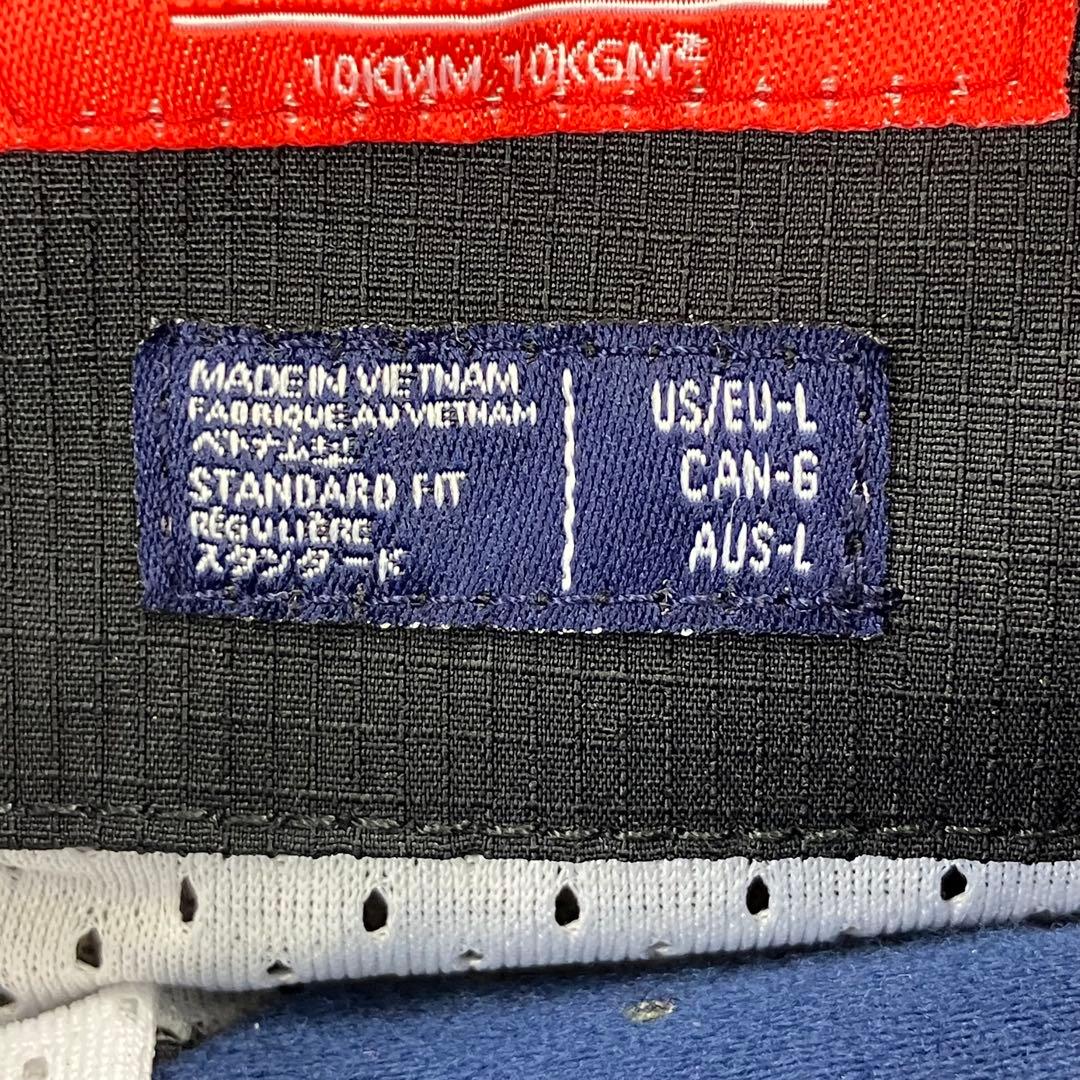 10KMM 10KGM²
MADE IN VIETNAM
FABRIQUE AU VIETNAM
ベトナム製
STANDARD FIT
RÉGULIÈRE
スタンダード
US/EU-L
CAN-G
AUS-L